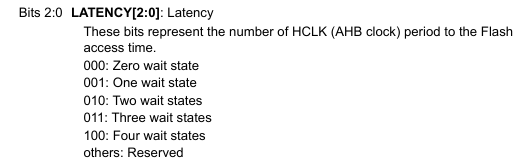 Bits 2:0 LATENCY[2:0]: Latency
These bits represent the number of HCLK (AHB clock) period to the Flash
access time.
000: Zero wait state
001: One wait state
010: Two wait states
011: Three wait states
100: Four wait states
others: Reserved